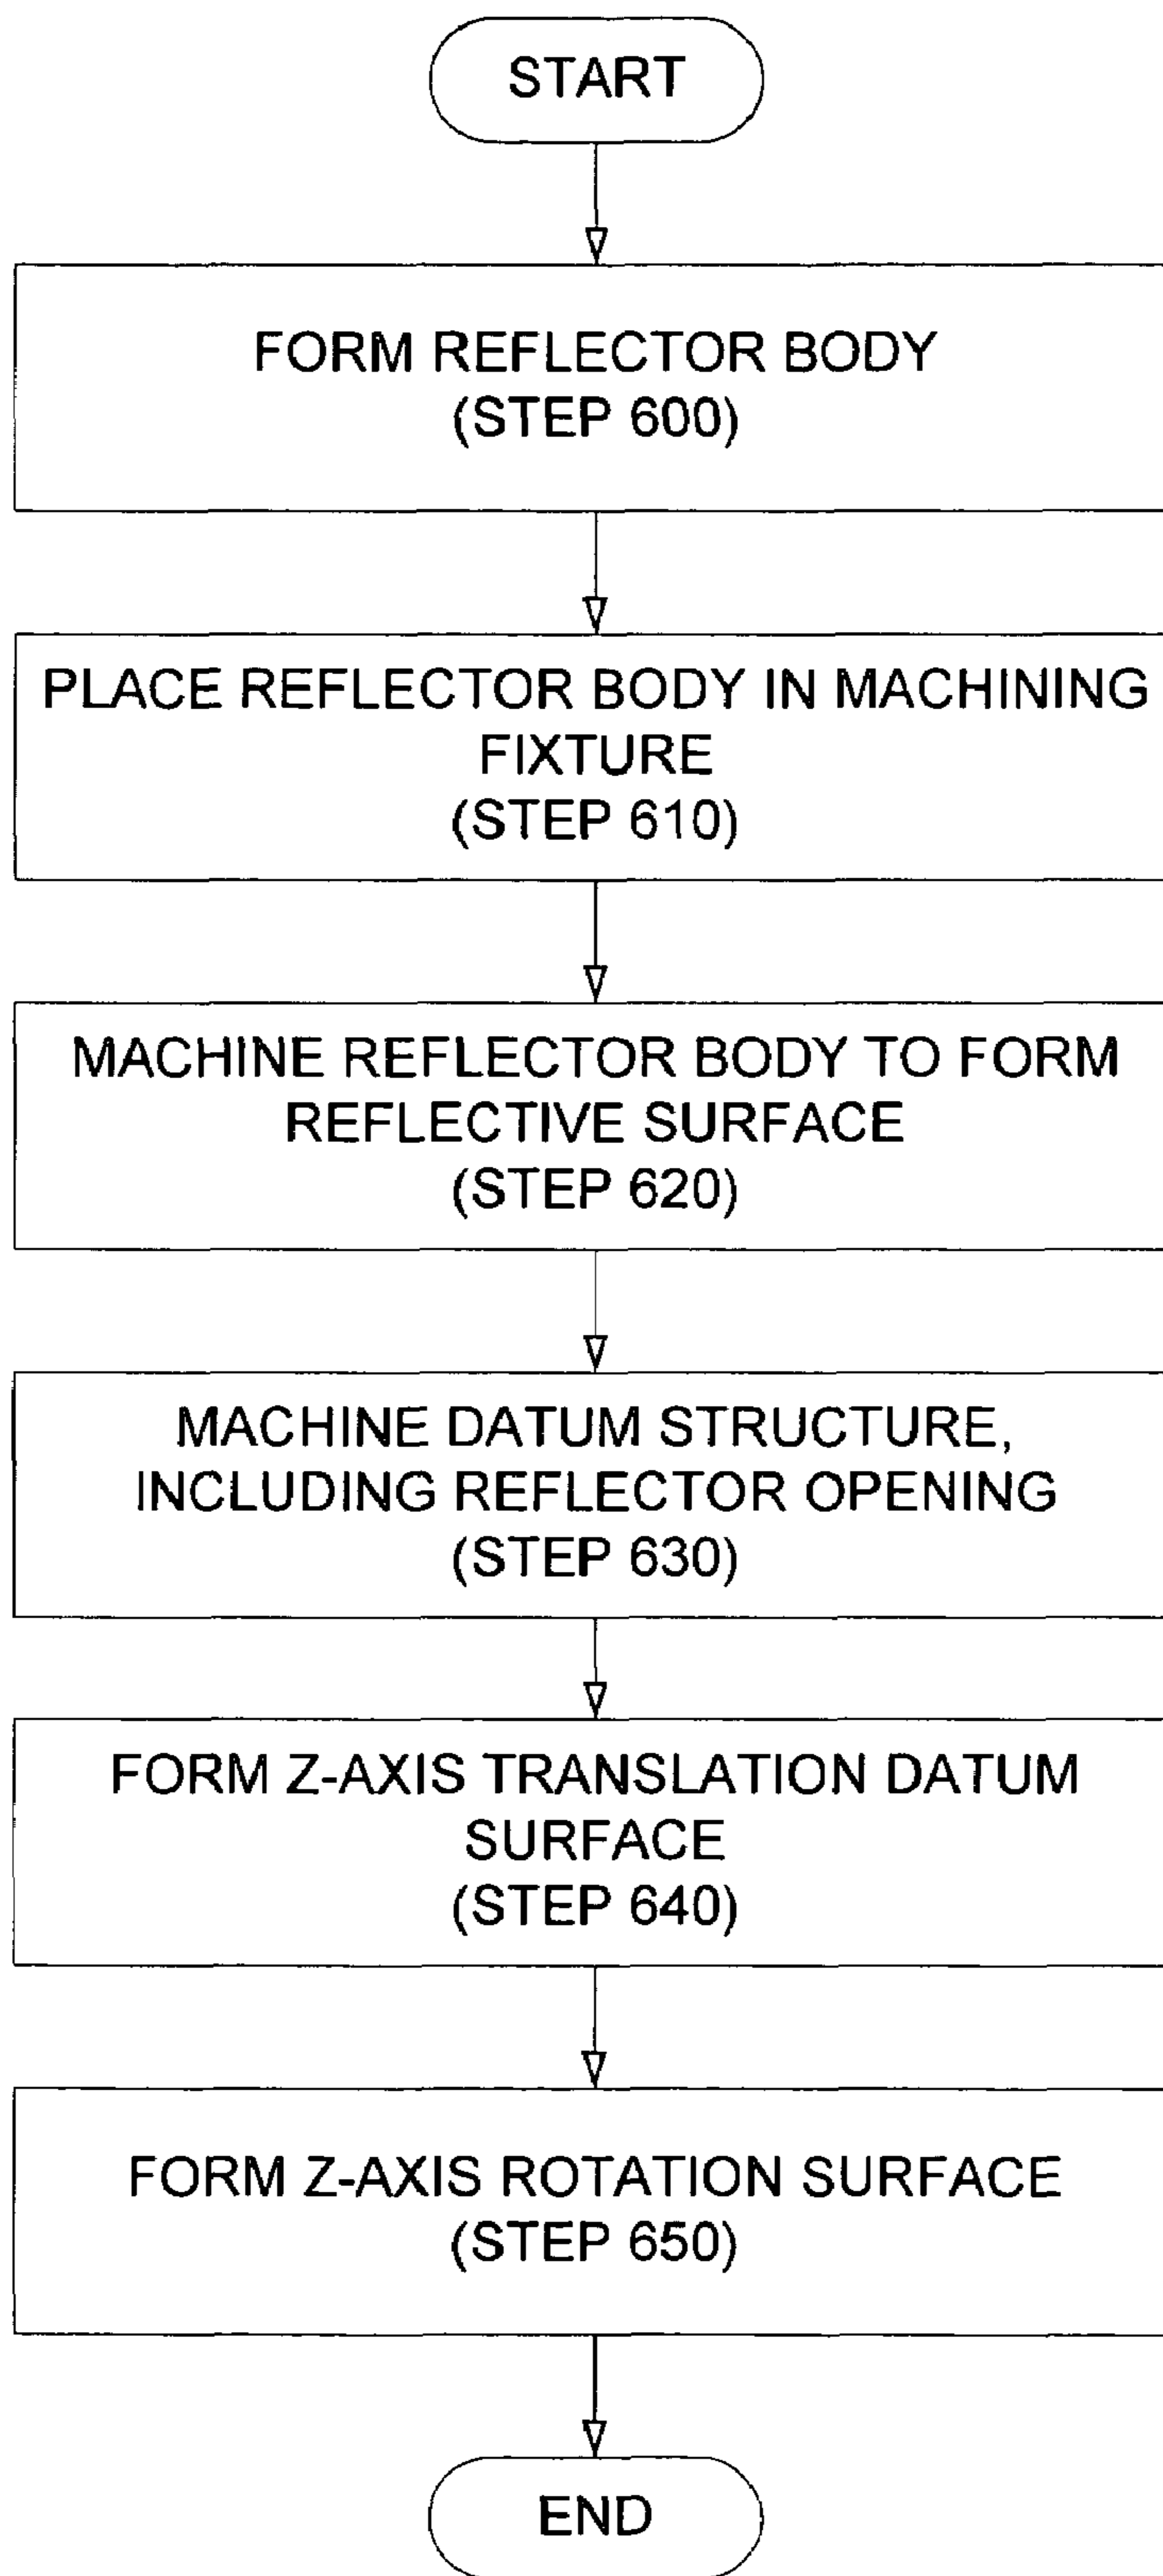 START
FORM REFLECTOR BODY
(STEP 600)
PLACE REFLECTOR BODY IN MACHINING
FIXTURE
(STEP 610)
MACHINE REFLECTOR BODY TO FORM
REFLECTIVE SURFACE
(STEP 620)
MACHINE DATUM STRUCTURE,
INCLUDING REFLECTOR OPENING
(STEP 630)
FORM Z-AXIS TRANSLATION DATUM
SURFACE
(STEP 640)
FORM Z-AXIS ROTATION SURFACE
(STEP 650)
END